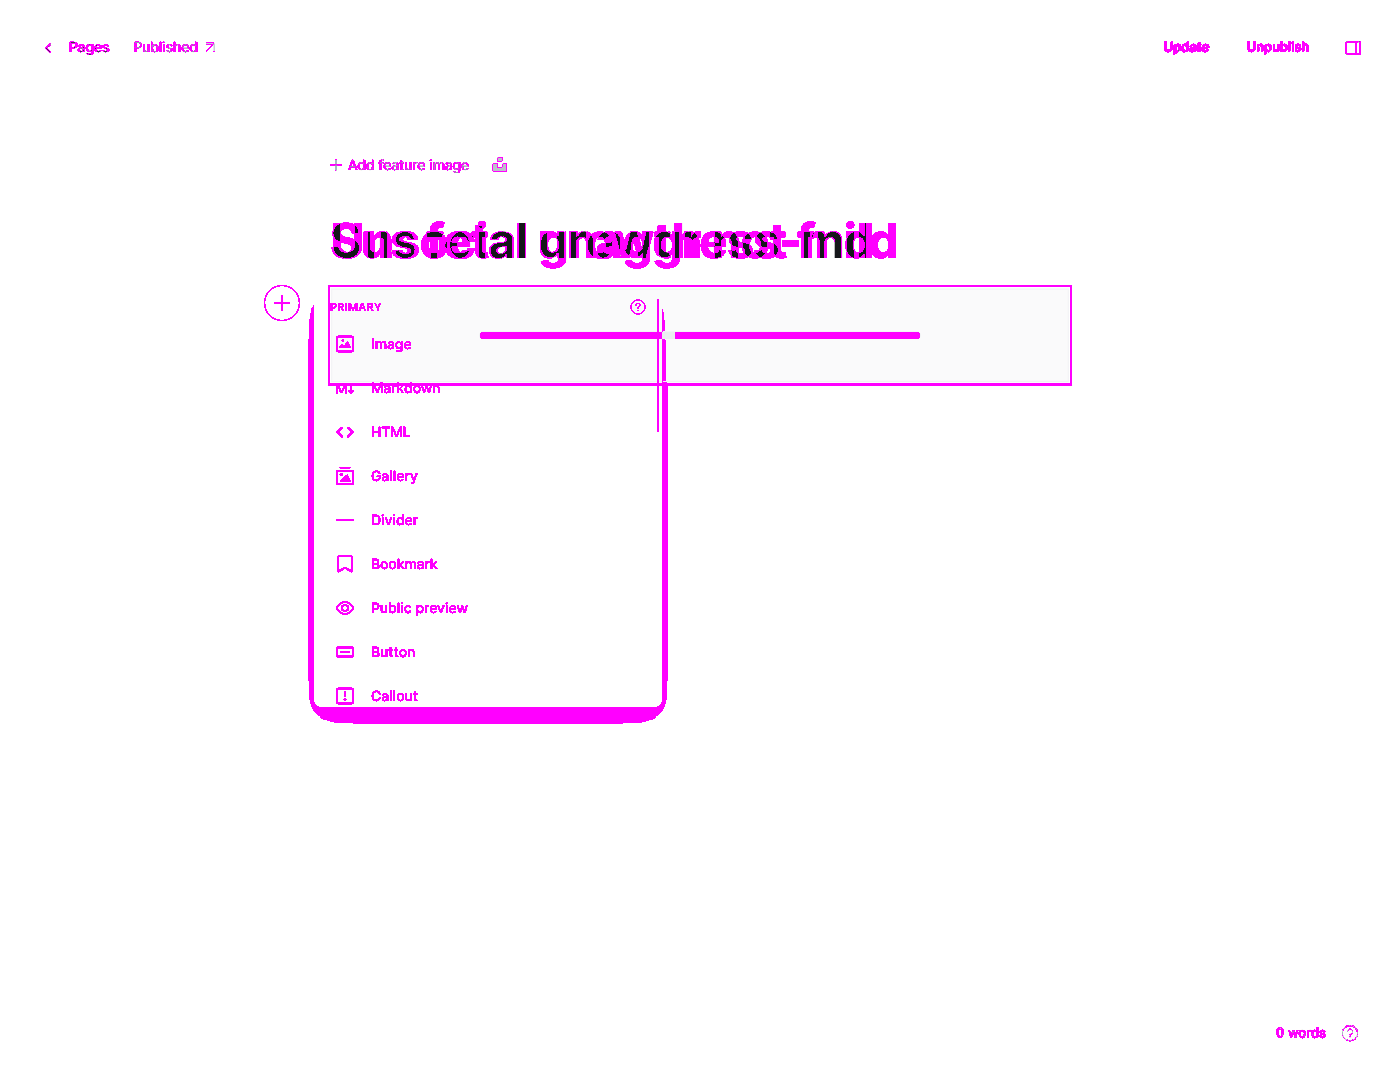 Pages Published
Update Unpublish
Add feature image
PRIMARY
Image
Markdown
HTML
Gallery
Divider
Bookmark
Public preview
Button
Callout
0 words